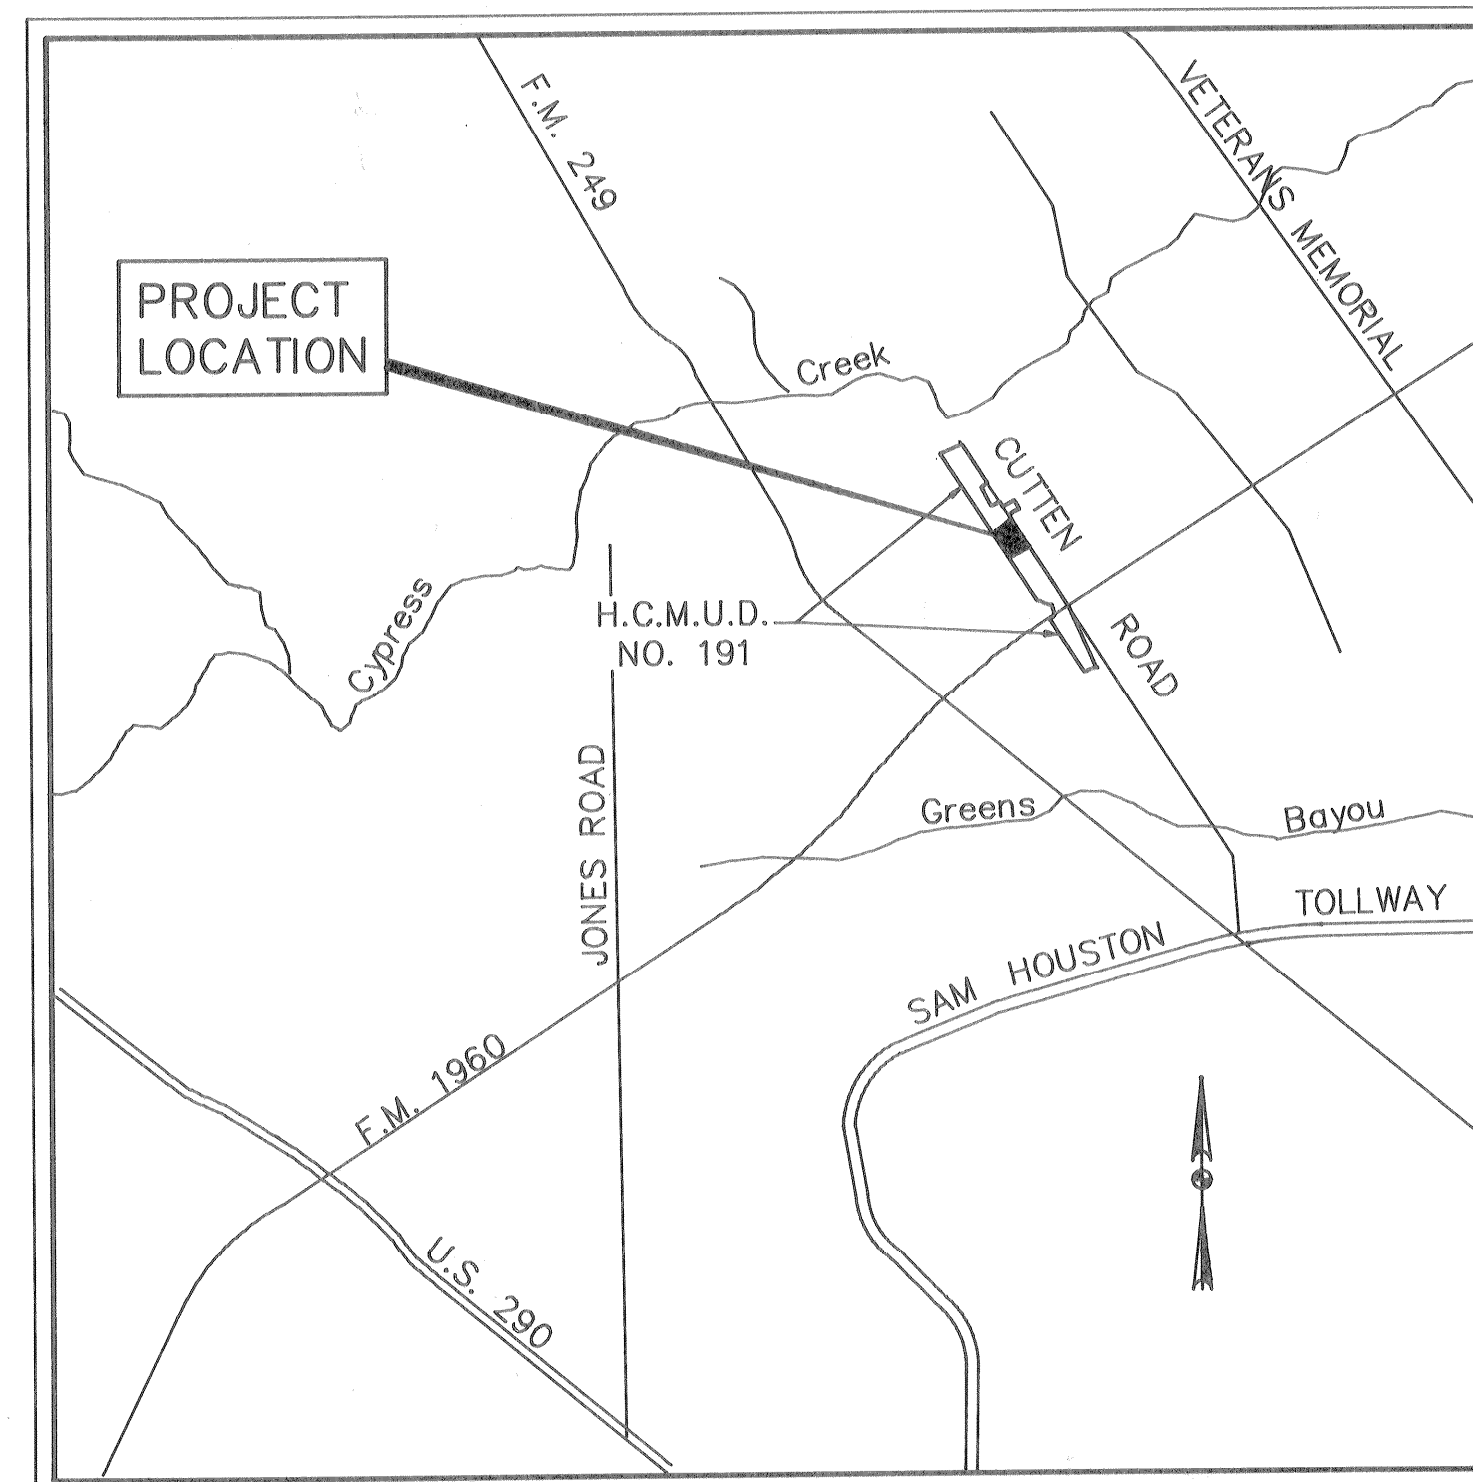 F.M. 249
VETERANS MEMORIAL
PROJECT
LOCATION
Creek
CUTTEN ROAD
Cypress
H.C.M.U.D.
NO. 191
JONES ROAD
Greens Bayou
SAM HOUSTON TOLLWAY
F.M. 1960
U.S. 290